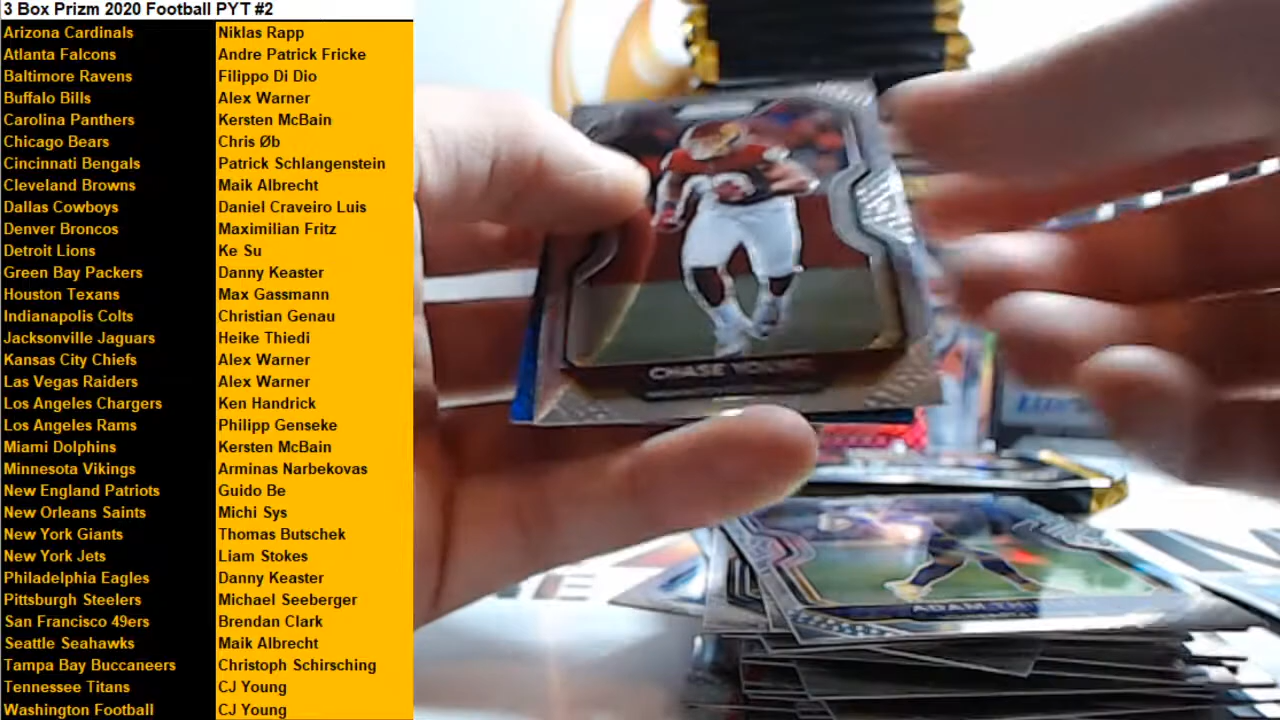 3 Box Prizm 2020 Football PYT #2
Arizona Cardinals Niklas Rapp
Atlanta Falcons Andre Patrick Fricke
Baltimore Ravens Filippo Di Dio
Buffalo Bills Alex Warner
Carolina Panthers Kersten McBain
Chicago Bears Chris Øb
Cincinnati Bengals Patrick Schlangenstein
Cleveland Browns Maik Albrecht
Dallas Cowboys Daniel Craveiro Luis
Denver Broncos Maximilian Fritz
Detroit Lions Ke Su
Green Bay Packers Danny Keaster
Houston Texans Max Gassmann
Indianapolis Colts Christian Genau
Jacksonville Jaguars Heike Thiedi
Kansas City Chiefs Alex Warner
Las Vegas Raiders Alex Warner
Los Angeles Chargers Ken Handrick
Los Angeles Rams Philipp Genseke
Miami Dolphins Kersten McBain
Minnesota Vikings Arminas Narbekovas
New England Patriots Guido Be
New Orleans Saints Michi Sys
New York Giants Thomas Butschek
New York Jets Liam Stokes
Philadelphia Eagles Danny Keaster
Pittsburgh Steelers Michael Seeberger
San Francisco 49ers Brendan Clark
Seattle Seahawks Maik Albrecht
Tampa Bay Buccaneers Christoph Schirsching
Tennessee Titans CJ Young
Washington Football CJ Young
CHASE YOUNG
ADAM